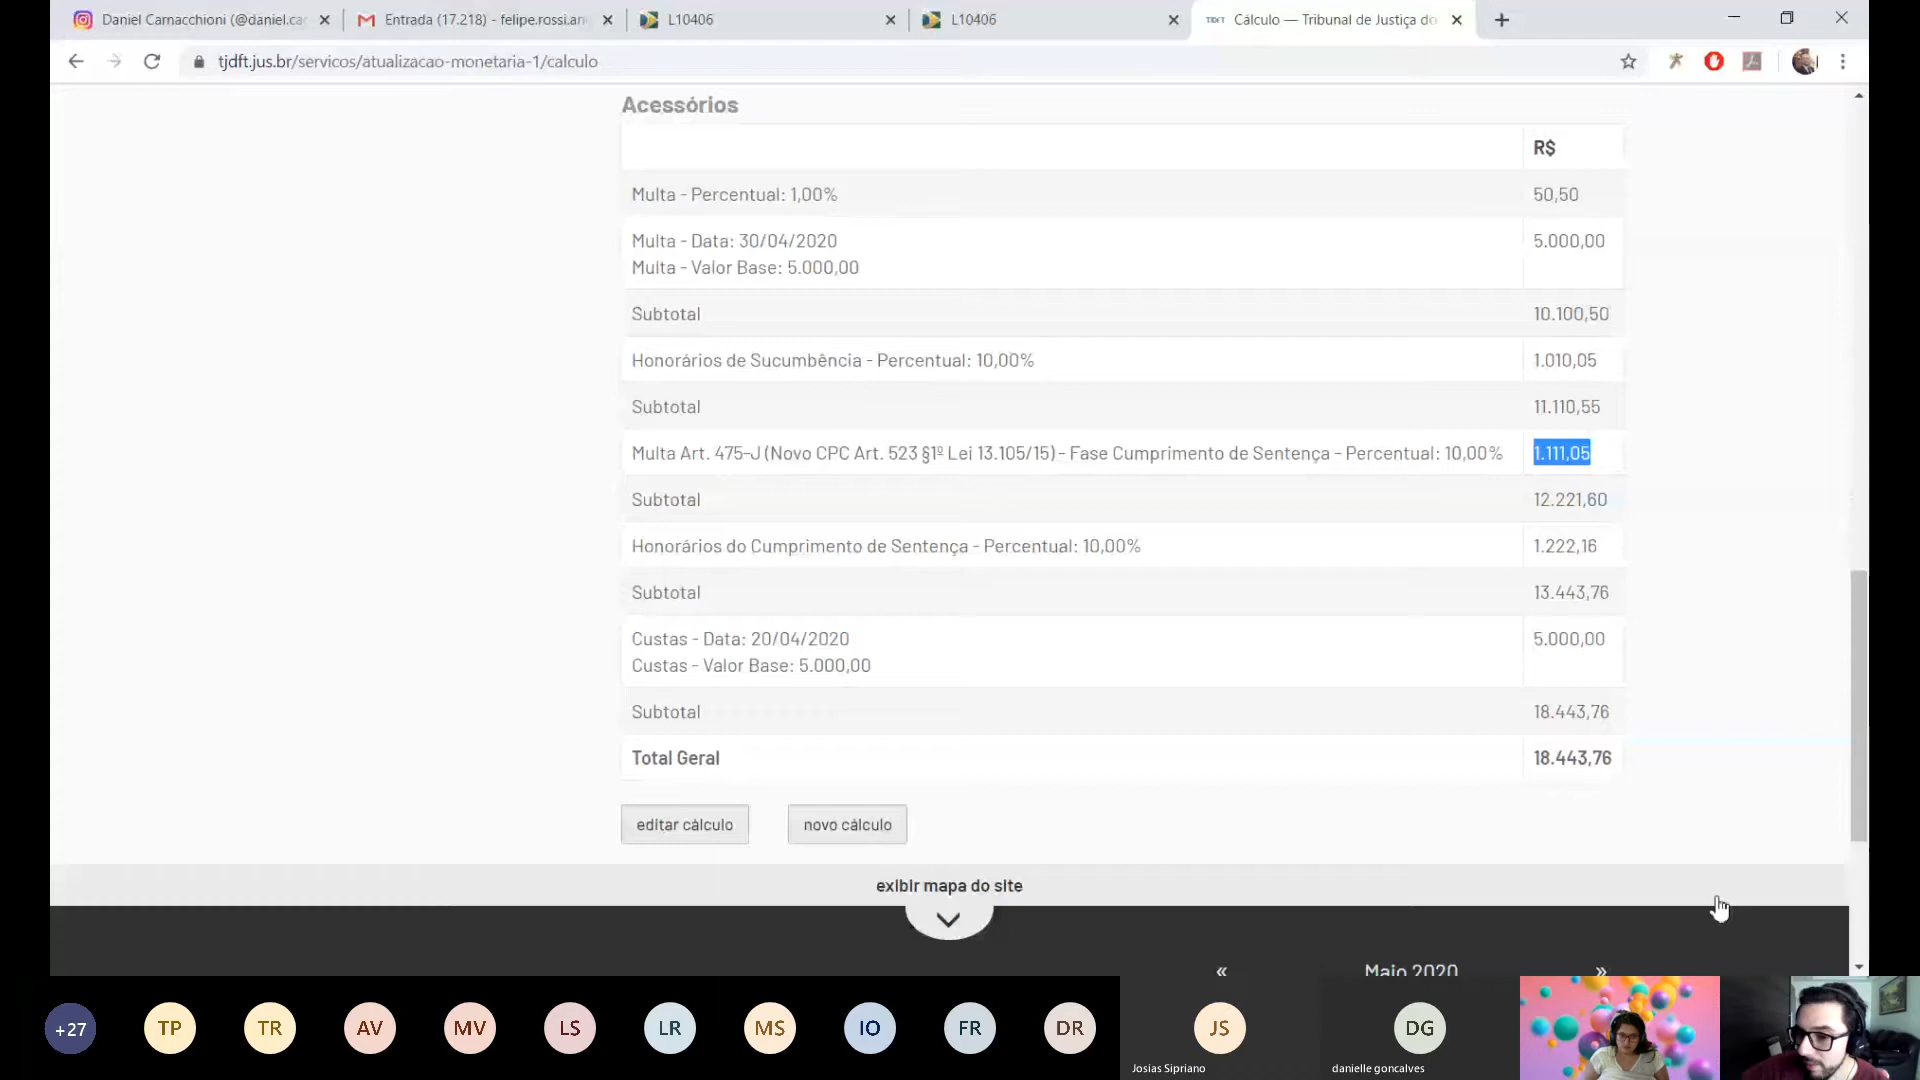 Daniel Carnacchioni (@daniel.ca
Entrada (17.218) - felipe.rossi.an
L10406
L10406
TJDFT
Cálculo — Tribunal de Justiça do
tjdft.jus.br/servicos/atualizacao-monetaria-1/calculo
Acessórios
R$
Multa - Percentual: 1,00%
50,50
Multa - Data: 30/04/2020
Multa - Valor Base: 5.000,00
5.000,00
Subtotal
10.100,50
Honorários de Sucumbência - Percentual: 10,00%
1.010,05
Subtotal
11.110,55
Multa Art. 475-J (Novo CPC Art. 523 §1º Lei 13.105/15) - Fase Cumprimento de Sentença - Percentual: 10,00%
1.111,05
Subtotal
12.221,60
Honorários do Cumprimento de Sentença - Percentual: 10,00%
1.222,16
Subtotal
13.443,76
Custas - Data: 20/04/2020
Custas - Valor Base: 5.000,00
5.000,00
Subtotal
18.443,76
Total Geral
18.443,76
editar cálculo
novo cálculo
exibir mapa do site
«
Maio 2020
»
+27
TP
TR
AV
MV
LS
LR
MS
IO
FR
DR
JS
Josias Sipriano
DG
danielle goncalves